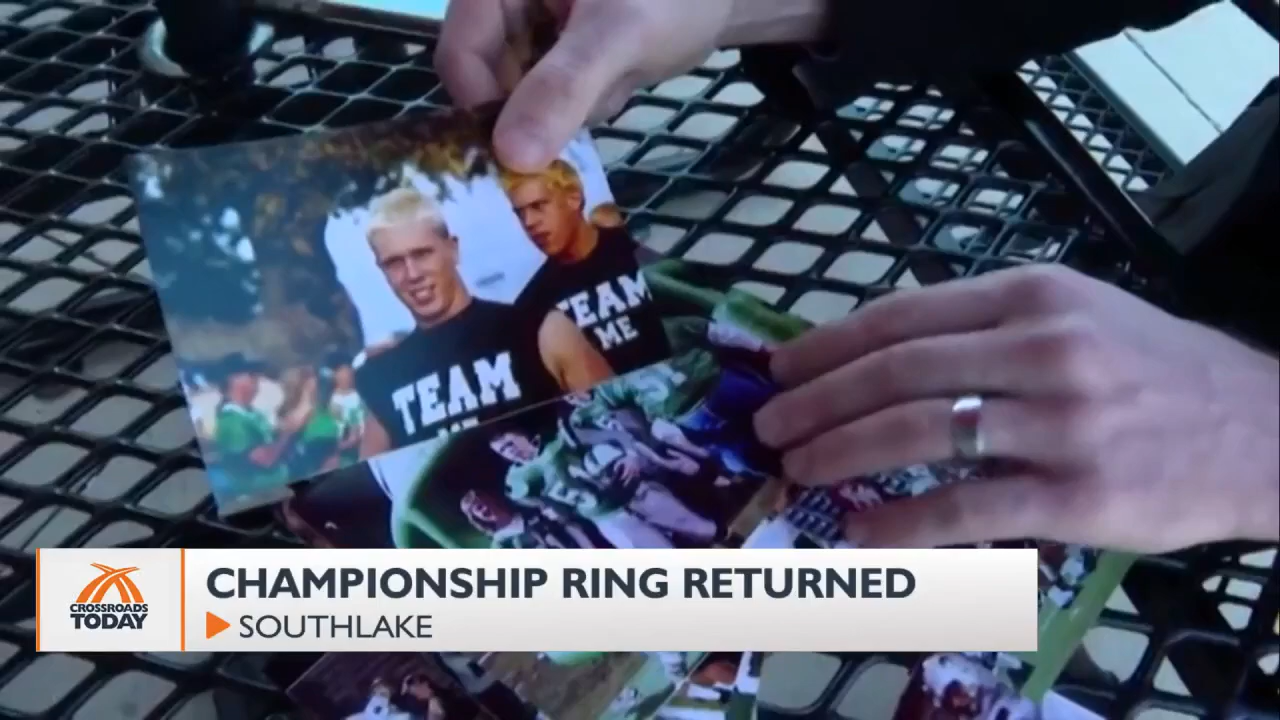 TEAM
TEAM
ME
CHAMPIONSHIP RING RETURNED
SOUTHLAKE
CROSSROADS
TODAY